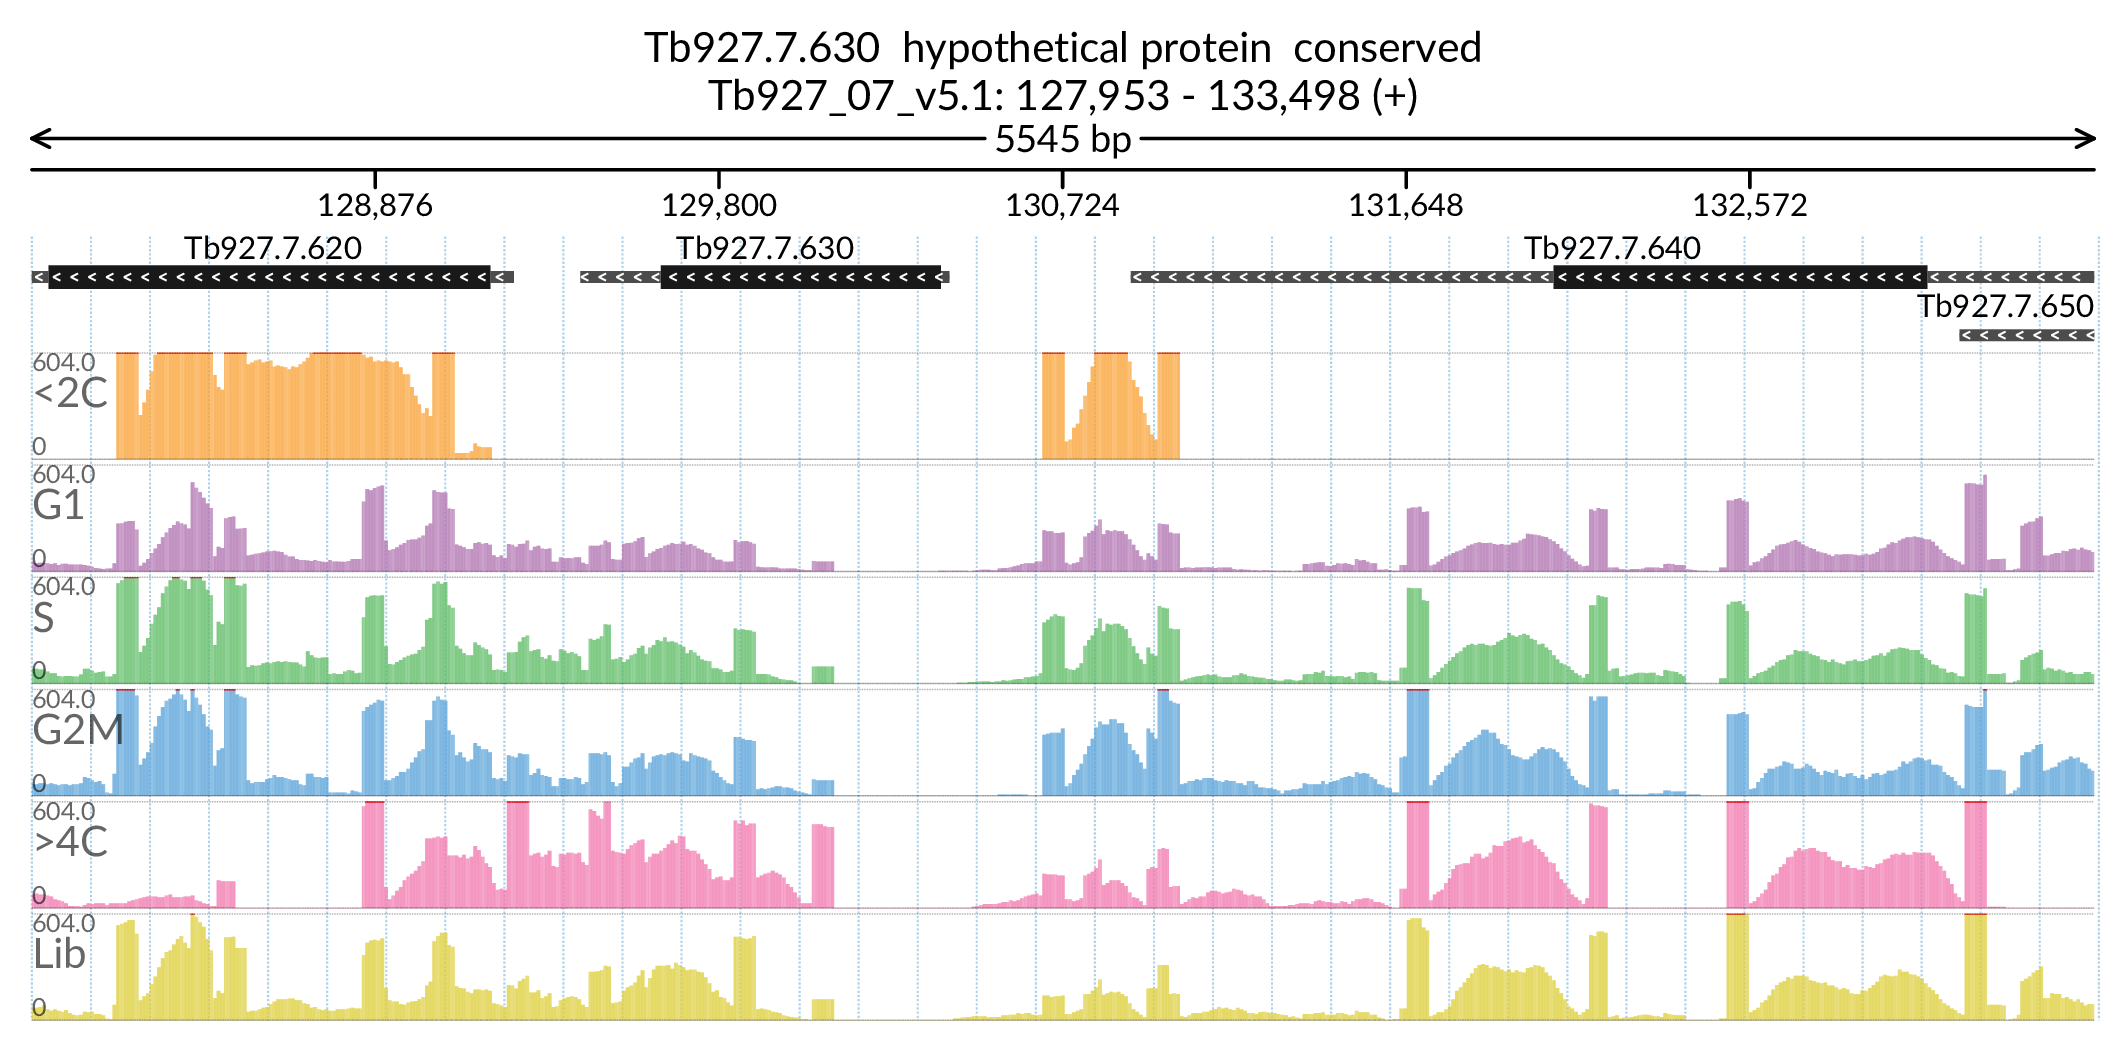 Tb927.7.630 hypothetical protein conserved
Tb927_07_v5.1: 127,953 - 133,498 (+)
5545 bp
128,876 129,800 130,724 131,648 132,572
Tb927.7.620 Tb927.7.630 Tb927.7.640
Tb927.7.650
604.0
<2C
0
604.0
G1
0
604.0
S
0
604.0
G2M
0
604.0
>4C
0
604.0
Lib
0